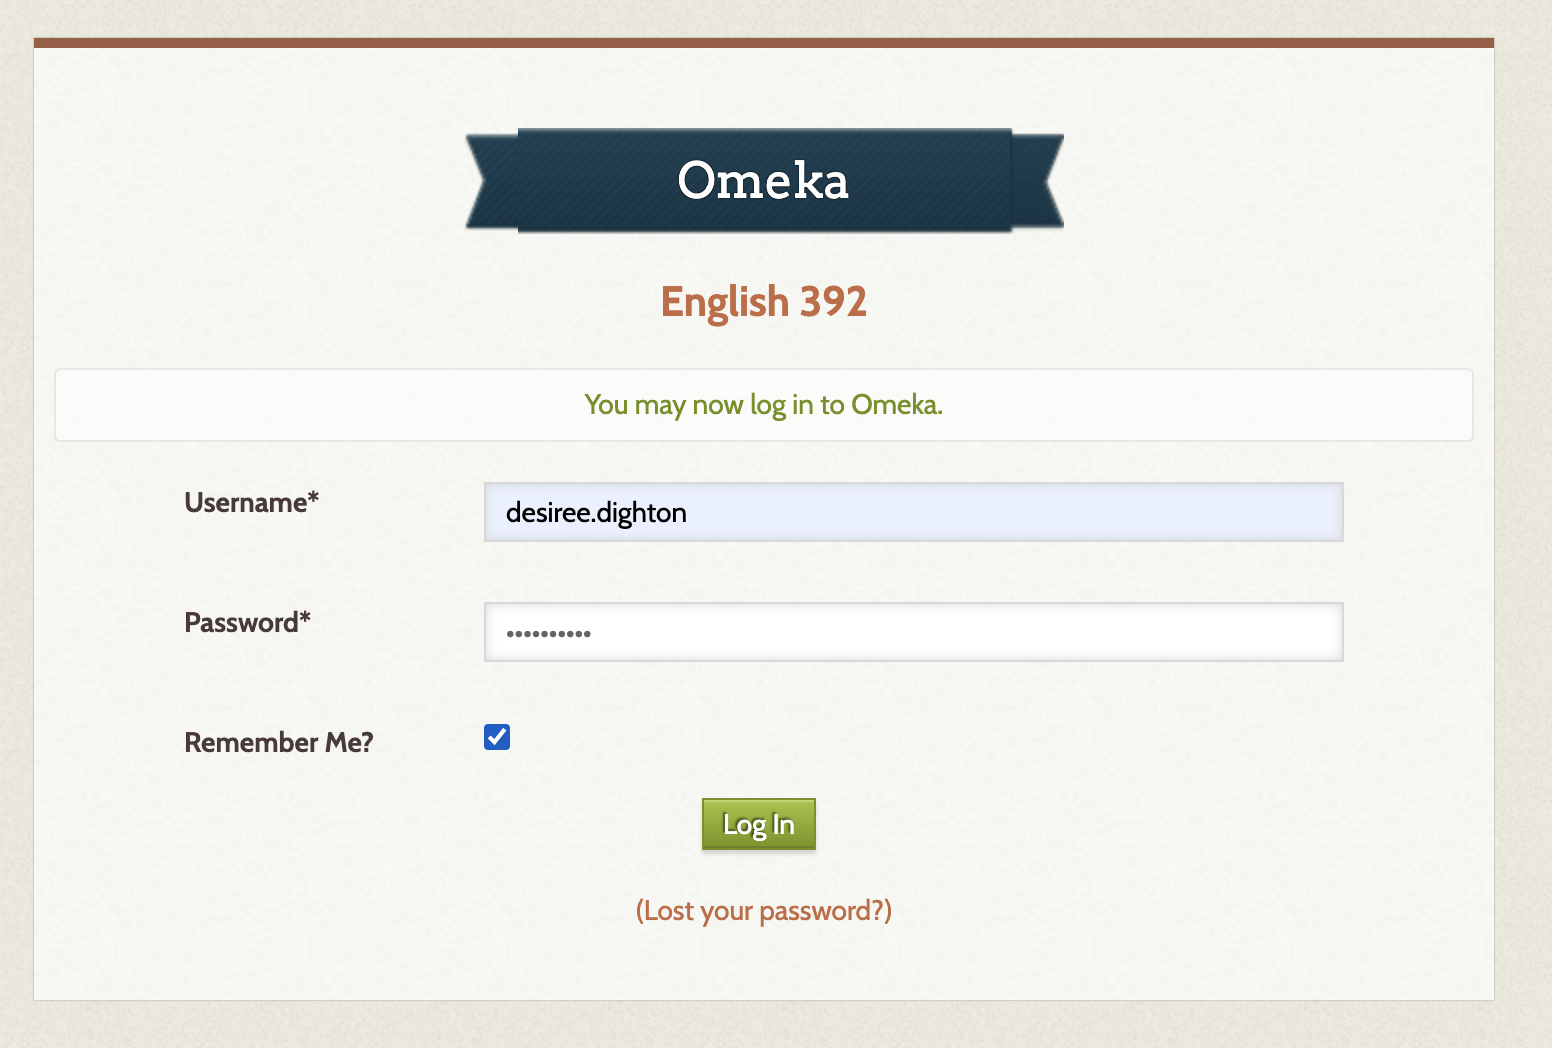 Omeka
English 392
You may now log in to Omeka.
Username*
desiree.dighton
Password*
••••••••••
Remember Me?
Log In
(Lost your password?)